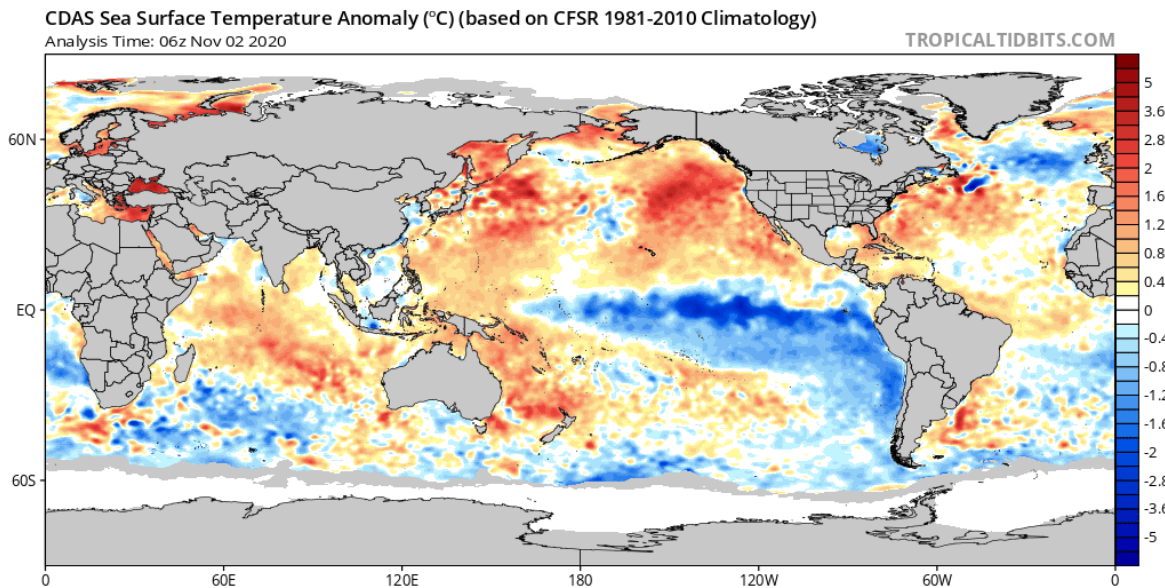 CDAS Sea Surface Temperature Anomaly (°C) (based on CFSR 1981-2010 Climatology)
Analysis Time: 06z Nov 02 2020
TROPICALTIDBITS.COM
60N
EQ
60S
0
60E
120E
180
120W
60W
0
5
3.6
2.8
2
1.6
1.2
0.8
0.4
0
-0.4
-0.8
-1.2
-1.6
-2
-2.8
-3.6
-5